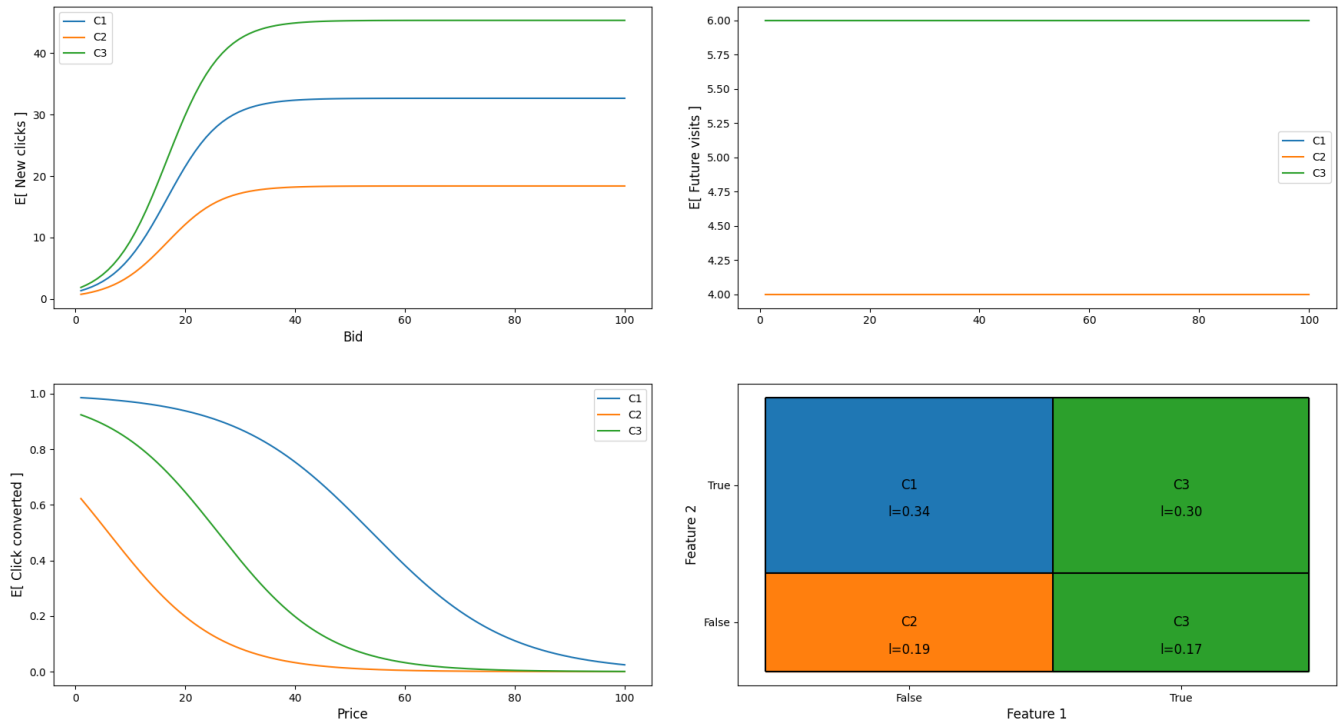 C1
C2
C3
E[ New clicks ]
40
30
20
10
0
0 20 40 60 80 100
Bid
E[ Future visits ]
6.00
5.75
5.50
5.25
5.00
4.75
4.50
4.25
4.00
C1
C2
C3
0 20 40 60 80 100
E[ Click converted ]
1.0
0.8
0.6
0.4
0.2
0.0
C1
C2
C3
0 20 40 60 80 100
Price
Feature 2
True
False
C1
l=0.34
C3
l=0.30
C2
l=0.19
C3
l=0.17
False True
Feature 1